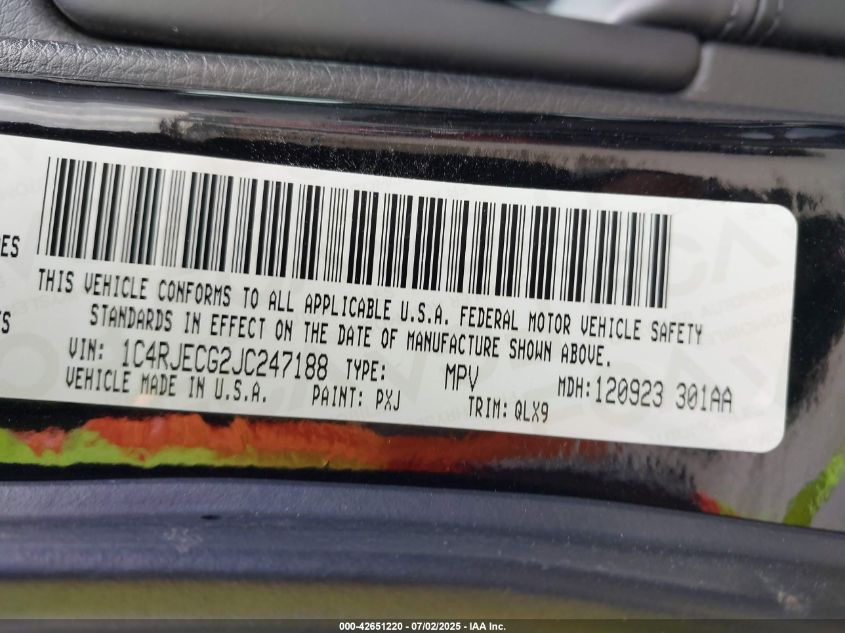 ES
THIS VEHICLE CONFORMS TO ALL APPLICABLE U.S.A. FEDERAL MOTOR VEHICLE SAFETY
S
STANDARDS IN EFFECT ON THE DATE OF MANUFACTURE SHOWN ABOVE.
VIN: 1C4RJECG2JC247188 TYPE: MPV MDH:120923 301AA
VEHICLE MADE IN U.S.A. PAINT: PXJ TRIM:QLX9
000-42651220 - 07/02/2025 - IAA Inc.